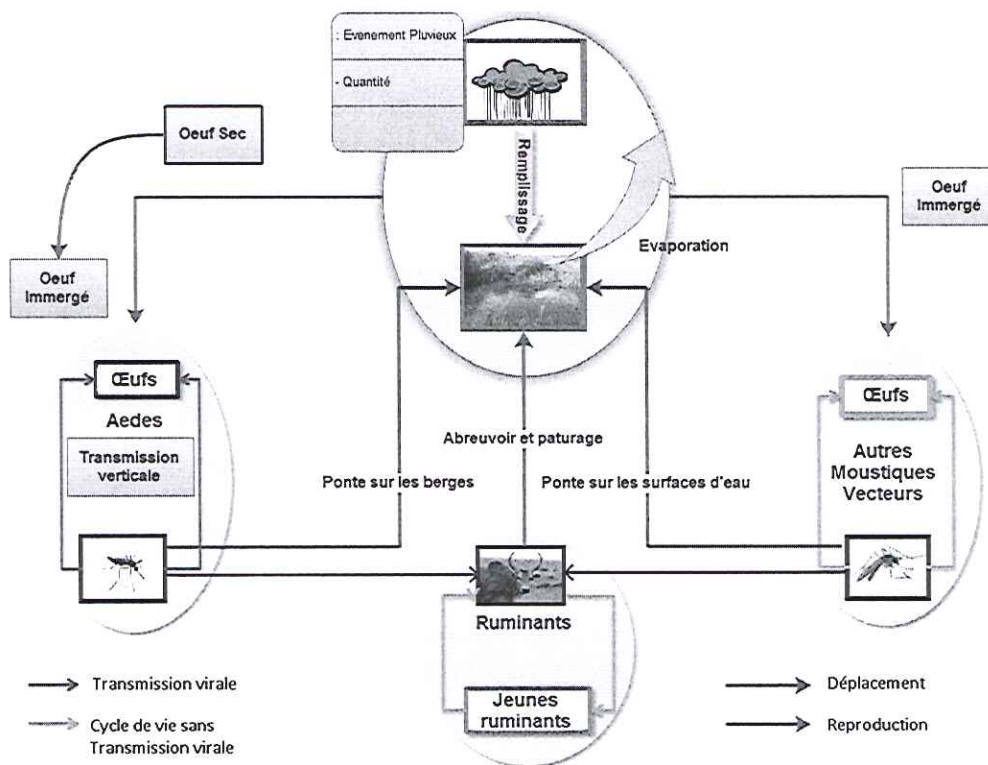 : Evenement Pluvieux
- Quantité
Remplissage
Evaporation
Oeuf Sec
Oeuf
Immergé
Oeuf
Immergé
Œufs
Aedes
Transmission
verticale
Œufs
Autres
Moustiques
Vecteurs
Abreuvoir et paturage
Ponte sur les berges
Ponte sur les surfaces d'eau
Ruminants
Jeunes
ruminants
Transmission virale
Cycle de vie sans
Transmission virale
Déplacement
Reproduction